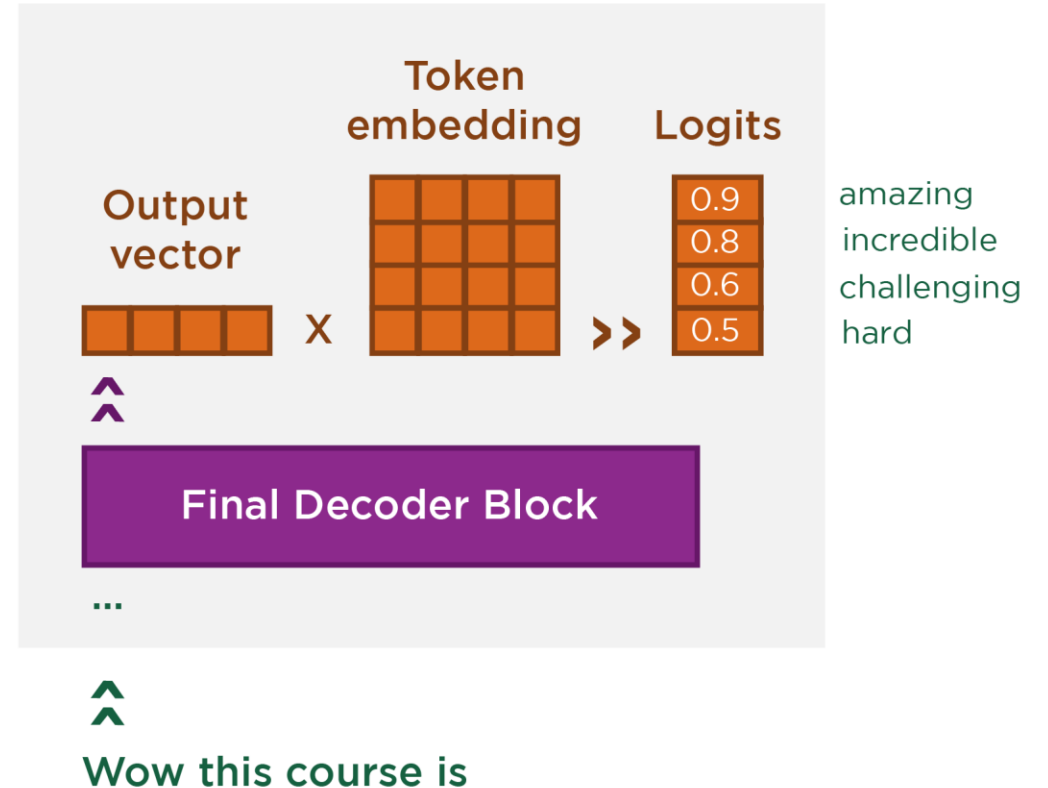 Token
embedding
Logits
Output
vector
x
>>
0.9
amazing
0.8
incredible
0.6
challenging
0.5
hard
Final Decoder Block
...
Wow this course is